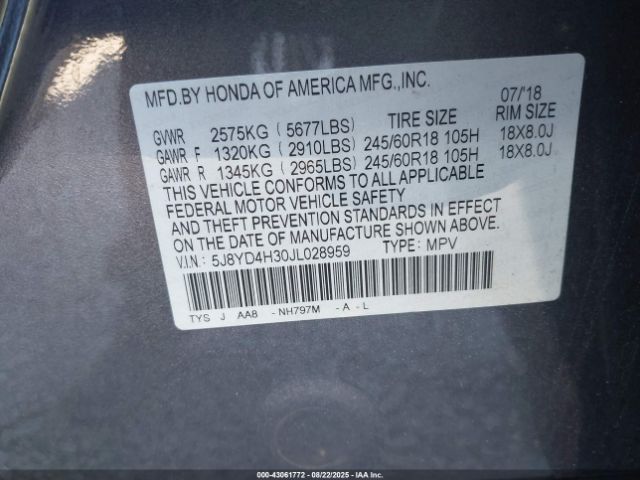 MFD.BY HONDA OF AMERICA MFG.,INC. 07/'18
TIRE SIZE RIM SIZE
GVWR 2575KG ( 5677LBS)
GAWR F 1320KG ( 2910LBS) 245/60R18 105H 18X8.0J
GAWR R 1345KG ( 2965LBS) 245/60R18 105H 18X8.0J
THIS VEHICLE CONFORMS TO ALL APPLICABLE
FEDERAL MOTOR VEHICLE SAFETY
AND THEFT PREVENTION STANDARDS IN EFFECT
ON THE DATE OF MANUFACTURE SHOWN ABOVE.
V.I.N: 5J8YD4H30JL028959 TYPE: MPV
TYS J AA8 -NH797M -A -L
000-43061772 - 08/22/2025 - IAA Inc.